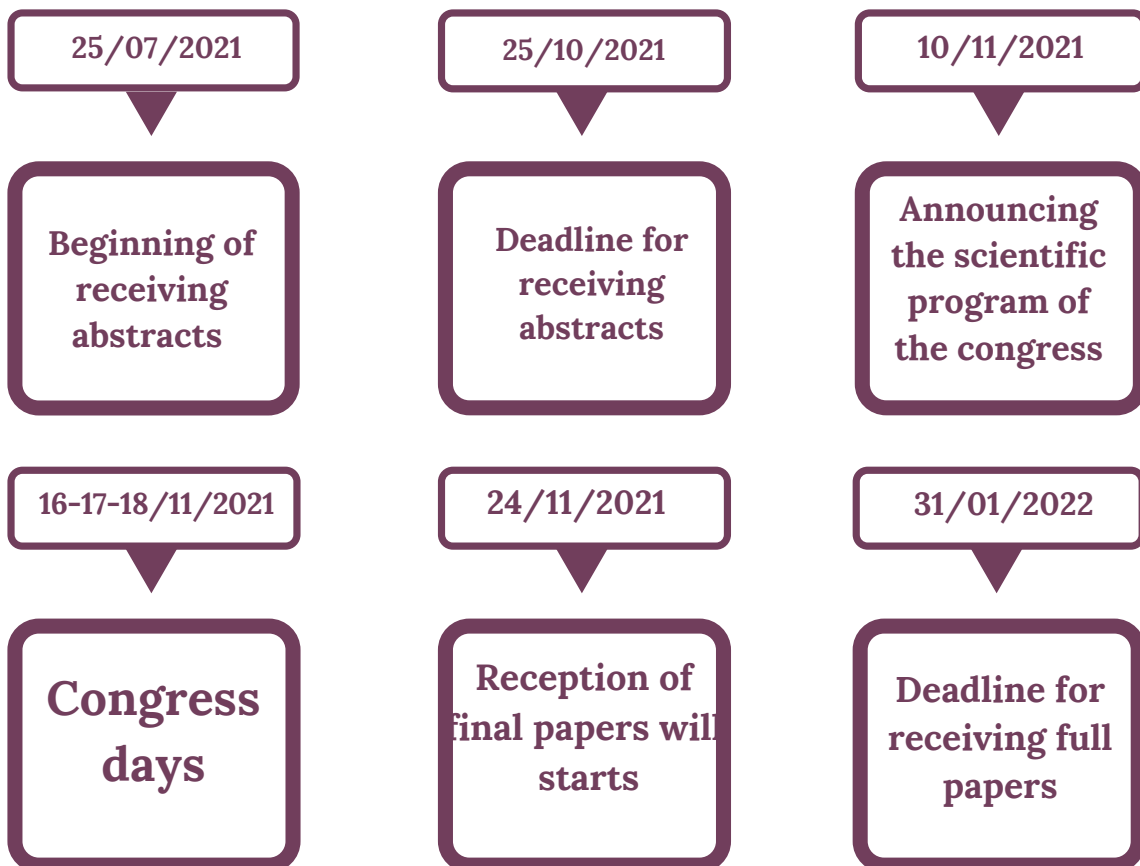 25/07/2021
Beginning of
receiving
abstracts
25/10/2021
Deadline for
receiving
abstracts
10/11/2021
Announcing
the scientific
program of
the congress
16-17-18/11/2021
Congress
days
24/11/2021
Reception of
final papers will
starts
31/01/2022
Deadline for
receiving full
papers